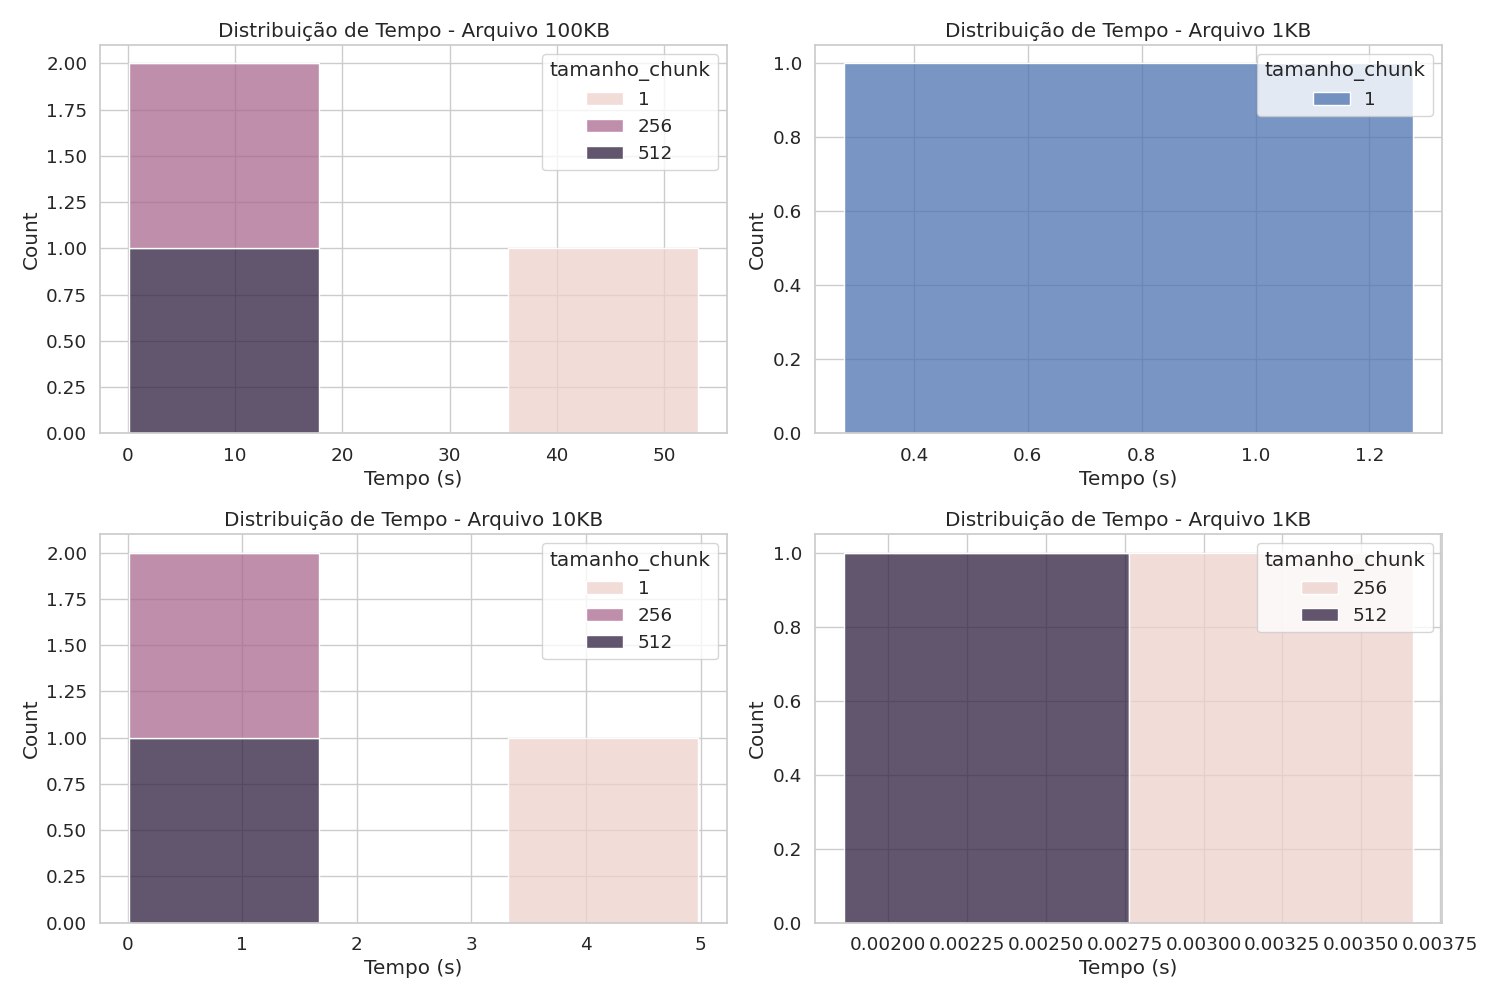 Distribuição de Tempo - Arquivo 100KB
tamanho_chunk
1
256
512
2.00
1.75
1.50
1.25
1.00
0.75
0.50
0.25
0.00
Count
0 10 20 30 40 50
Tempo (s)
Distribuição de Tempo - Arquivo 1KB
tamanho_chunk
1
1.0
0.8
0.6
0.4
0.2
0.0
Count
0.4 0.6 0.8 1.0 1.2
Tempo (s)
Distribuição de Tempo - Arquivo 10KB
tamanho_chunk
1
256
512
2.00
1.75
1.50
1.25
1.00
0.75
0.50
0.25
0.00
Count
0 1 2 3 4 5
Tempo (s)
Distribuição de Tempo - Arquivo 1KB
tamanho_chunk
256
512
1.0
0.8
0.6
0.4
0.2
0.0
Count
0.00200 0.00225 0.00250 0.00275 0.00300 0.00325 0.00350 0.00375
Tempo (s)